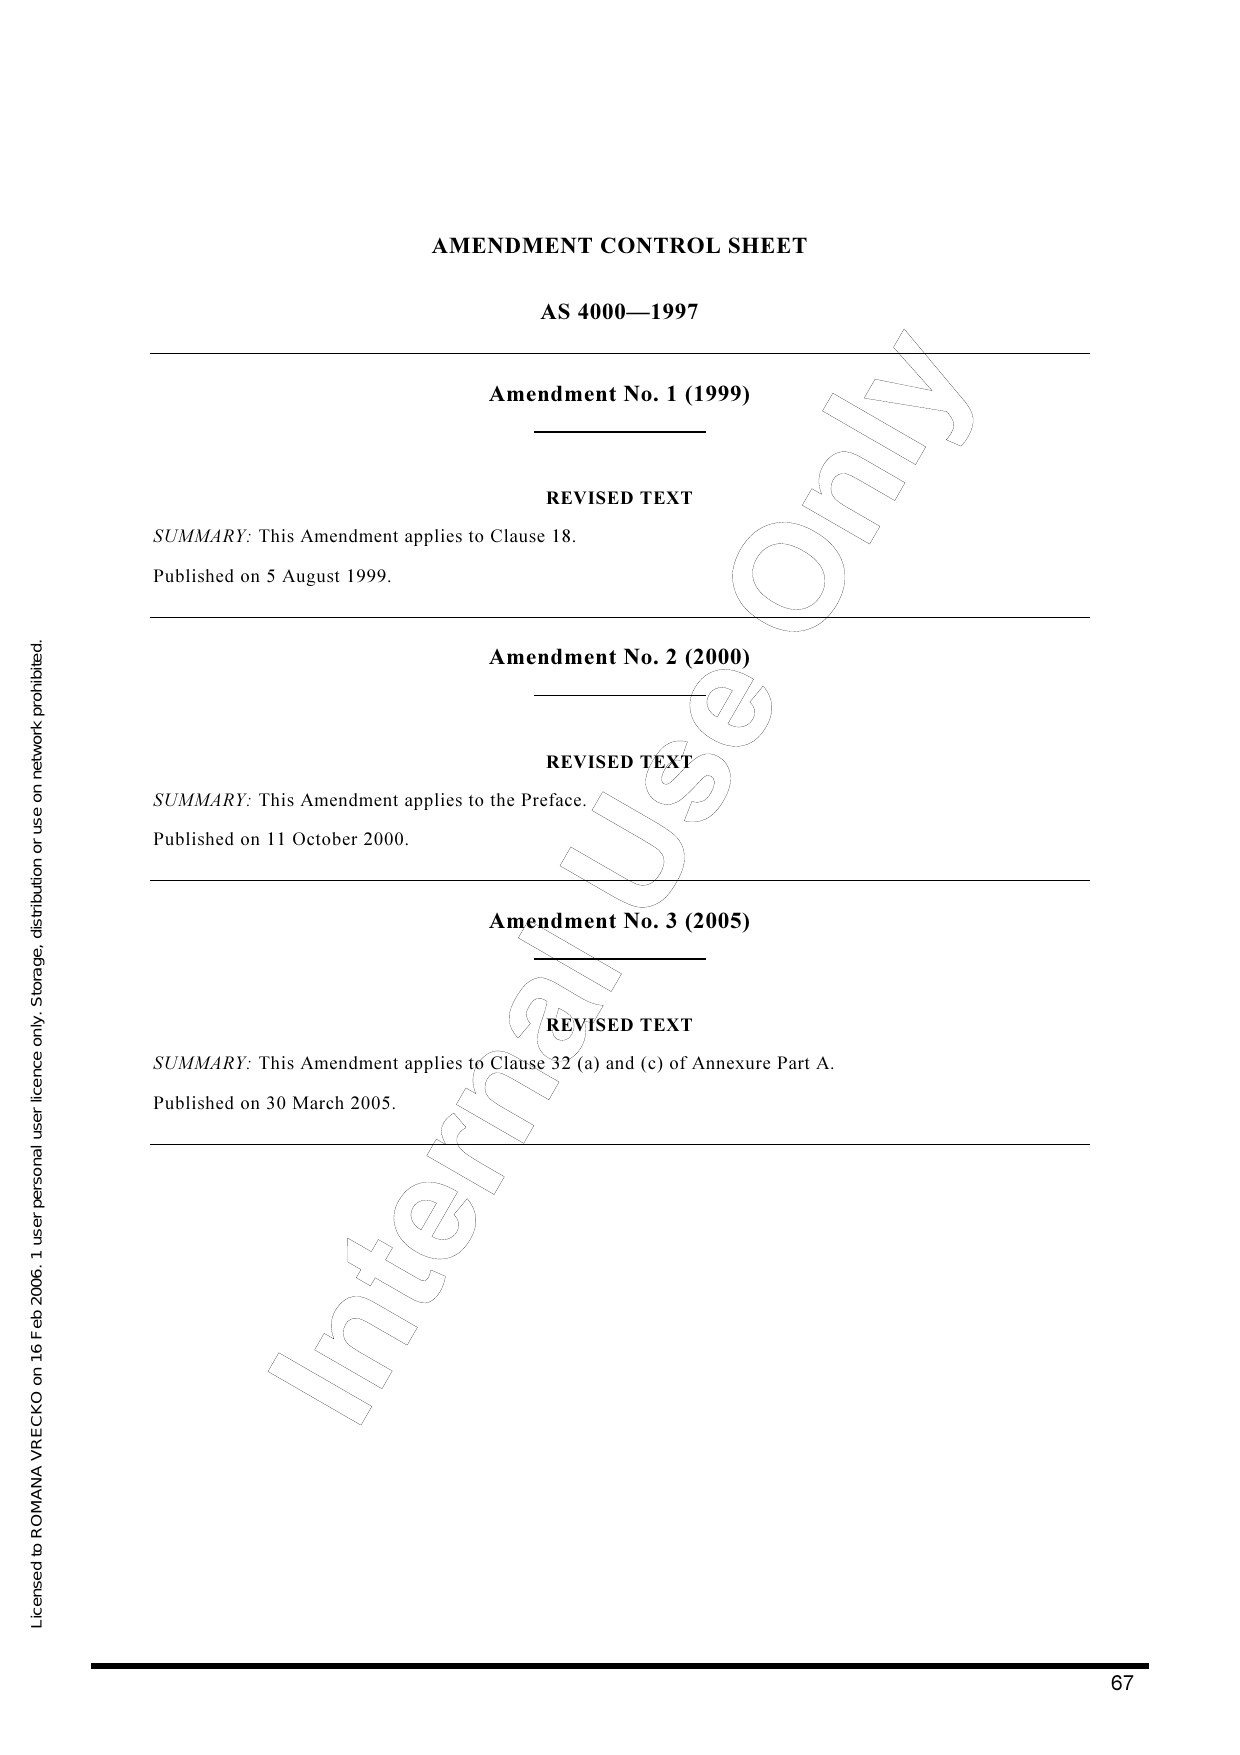 AMENDMENT CONTROL SHEET
AS 4000—1997
Amendment No. 1 (1999)
REVISED TEXT
SUMMARY: This Amendment applies to Clause 18.
Published on 5 August 1999.
Amendment No. 2 (2000)
REVISED TEXT
SUMMARY: This Amendment applies to the Preface.
Published on 11 October 2000.
Amendment No. 3 (2005)
REVISED TEXT
SUMMARY: This Amendment applies to Clause 32 (a) and (c) of Annexure Part A.
Published on 30 March 2005.
Internal Use Only
Licensed to ROMANA VRECKO on 16 Feb 2006. 1 user personal user licence only. Storage, distribution or use on network prohibited.
67